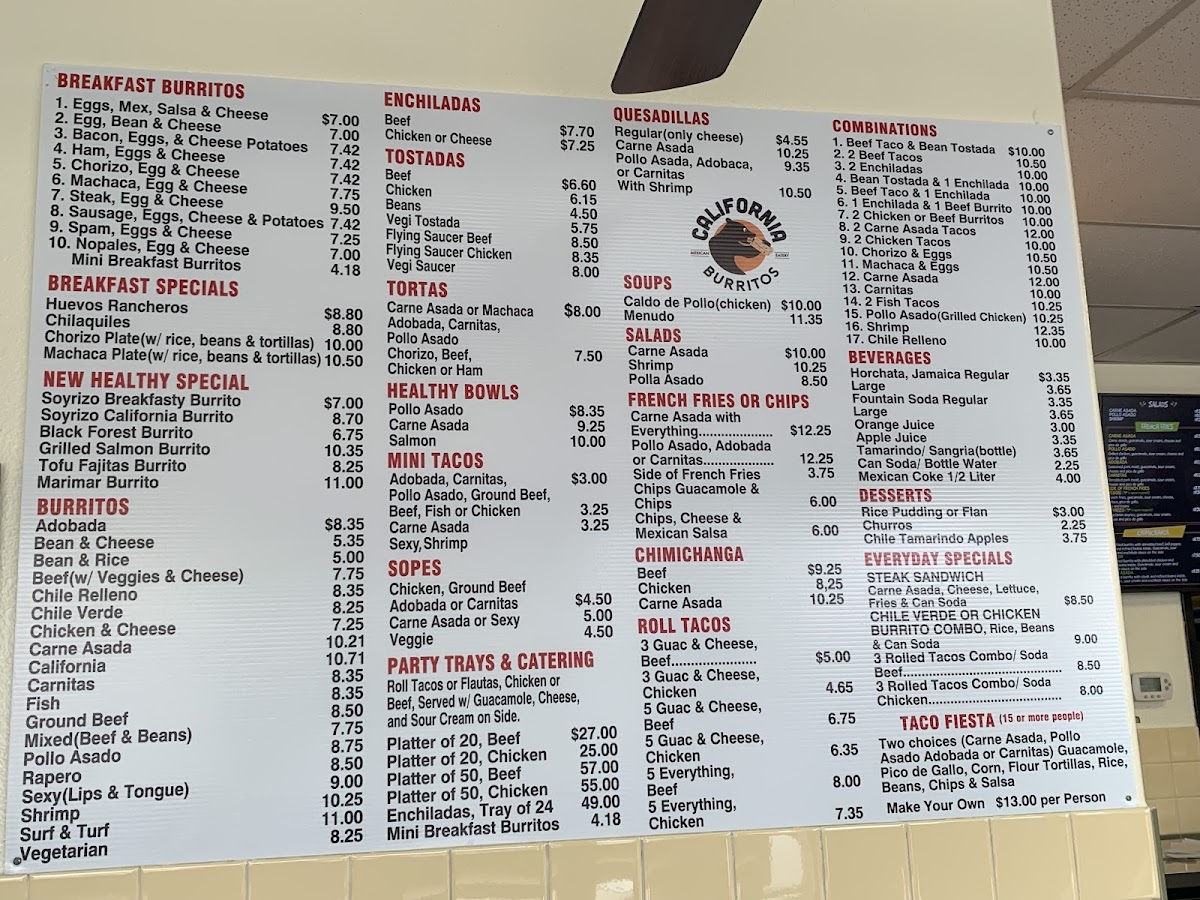 BREAKFAST BURRITOS
1. Eggs, Mex, Salsa & Cheese $7.00
2. Egg, Bean & Cheese 7.00
3. Bacon, Eggs, & Cheese Potatoes 7.42
4. Ham, Eggs & Cheese 7.42
5. Chorizo, Egg & Cheese 7.42
6. Machaca, Egg & Cheese 7.75
7. Steak, Egg & Cheese 9.50
8. Sausage, Eggs, Cheese & Potatoes 7.42
9. Spam, Eggs & Cheese 7.25
10. Nopales, Egg & Cheese 7.00
Mini Breakfast Burritos 4.18
BREAKFAST SPECIALS
Huevos Rancheros $8.80
Chilaquiles 8.80
Chorizo Plate(w/ rice, beans & tortillas) 10.00
Machaca Plate(w/ rice, beans & tortillas) 10.50
NEW HEALTHY SPECIAL
Soyrizo Breakfasty Burrito $7.00
Soyrizo California Burrito 8.70
Black Forest Burrito 6.75
Grilled Salmon Burrito 10.35
Tofu Fajitas Burrito 8.25
Marimar Burrito 11.00
BURRITOS
Adobada $8.35
Bean & Cheese 5.35
Bean & Rice 5.00
Beef(w/ Veggies & Cheese) 7.75
Chile Relleno 8.35
Chile Verde 8.25
Chicken & Cheese 7.25
Carne Asada 10.21
California 10.71
Carnitas 8.35
Fish 8.35
Ground Beef 8.50
Mixed(Beef & Beans) 7.75
Pollo Asado 8.75
Rapero 8.50
Sexy(Lips & Tongue) 9.00
Shrimp 10.25
Surf & Turf 11.00
Vegetarian 8.25
ENCHILADAS
Beef $7.70
Chicken or Cheese $7.25
TOSTADAS
Beef $6.60
Chicken 6.15
Beans 4.50
Vegi Tostada 5.75
Flying Saucer Beef 8.50
Flying Saucer Chicken 8.35
Vegi Saucer 8.00
TORTAS
Carne Asada or Machaca $8.00
Adobada, Carnitas,
Pollo Asado
Chorizo, Beef, 7.50
Chicken or Ham
HEALTHY BOWLS
Pollo Asado $8.35
Carne Asada 9.25
Salmon 10.00
MINI TACOS
Adobada, Carnitas, $3.00
Pollo Asado, Ground Beef,
Beef, Fish or Chicken 3.25
Carne Asada 3.25
Sexy, Shrimp
SOPES
Chicken, Ground Beef
Adobada or Carnitas $4.50
Carne Asada or Sexy 5.00
Veggie 4.50
PARTY TRAYS & CATERING
Roll Tacos or Flautas, Chicken or
Beef, Served w/ Guacamole, Cheese,
and Sour Cream on Side.
Platter of 20, Beef $27.00
Platter of 20, Chicken 25.00
Platter of 50, Beef 57.00
Platter of 50, Chicken 55.00
Enchiladas, Tray of 24 49.00
Mini Breakfast Burritos 4.18
QUESADILLAS
Regular(only cheese) $4.55
Carne Asada 10.25
Pollo Asada, Adobaca, 9.35
or Carnitas
With Shrimp 10.50
CALIFORNIA
MEXICAN EATERY
BURRITOS
SOUPS
Caldo de Pollo(chicken) $10.00
Menudo 11.35
SALADS
Carne Asada $10.00
Shrimp 10.25
Polla Asado 8.50
FRENCH FRIES OR CHIPS
Carne Asada with
Everything................... $12.25
Pollo Asado, Adobada
or Carnitas.................. 12.25
Side of French Fries 3.75
Chips Guacamole &
Chips 6.00
Chips, Cheese &
Mexican Salsa 6.00
CHIMICHANGA
Beef $9.25
Chicken 8,25
Carne Asada 10.25
ROLL TACOS
3 Guac & Cheese,
Beef..................... $5.00
3 Guac & Cheese,
Chicken 4.65
5 Guac & Cheese,
Beef 6.75
5 Guac & Cheese,
Chicken 6.35
5 Everything,
Beef 8.00
5 Everything,
Chicken 7.35
COMBINATIONS
1. Beef Taco & Bean Tostada $10.00
2. 2 Beef Tacos 10.50
3. 2 Enchiladas 10.00
4. Bean Tostada & 1 Enchilada 10.00
5. Beef Taco & 1 Enchilada 10.00
6. 1 Enchilada & 1 Beef Burrito 10.00
7. 2 Chicken or Beef Burritos 10.00
8. 2 Carne Asada Tacos 12.00
9. 2 Chicken Tacos 10.00
10. Chorizo & Eggs 10.50
11. Machaca & Eggs 10.50
12. Carne Asada 12.00
13. Carnitas 10.00
14. 2 Fish Tacos 10.25
15. Pollo Asado(Grilled Chicken) 10.25
16. Shrimp 12.35
17. Chile Relleno 10.00
BEVERAGES
Horchata, Jamaica Regular $3.35
Large 3.65
Fountain Soda Regular 3.35
Large 3.65
Orange Juice 3.00
Apple Juice 3.35
Tamarindo/ Sangria(bottle) 3.65
Can Soda/ Bottle Water 2.25
Mexican Coke 1/2 Liter 4.00
DESSERTS
Rice Pudding or Flan $3.00
Churros 2.25
Chile Tamarindo Apples 3.75
EVERYDAY SPECIALS
STEAK SANDWICH
Carne Asada, Cheese, Lettuce,
Fries & Can Soda $8.50
CHILE VERDE OR CHICKEN
BURRITO COMBO, Rice, Beans
& Can Soda 9.00
3 Rolled Tacos Combo/ Soda
Beef.................................. 8.50
3 Rolled Tacos Combo/ Soda
Chicken............................. 8.00
TACO FIESTA (15 or more people)
Two choices (Carne Asada, Pollo
Asado Adobada or Carnitas) Guacamole,
Pico de Gallo, Corn, Flour Tortillas, Rice,
Beans, Chips & Salsa
Make Your Own $13.00 per Person
SALADS
CARNE ASADA
POLLO ASADO
SHRIMP
FRENCH FRIES
CARNE ASADA
POLLO ASADO